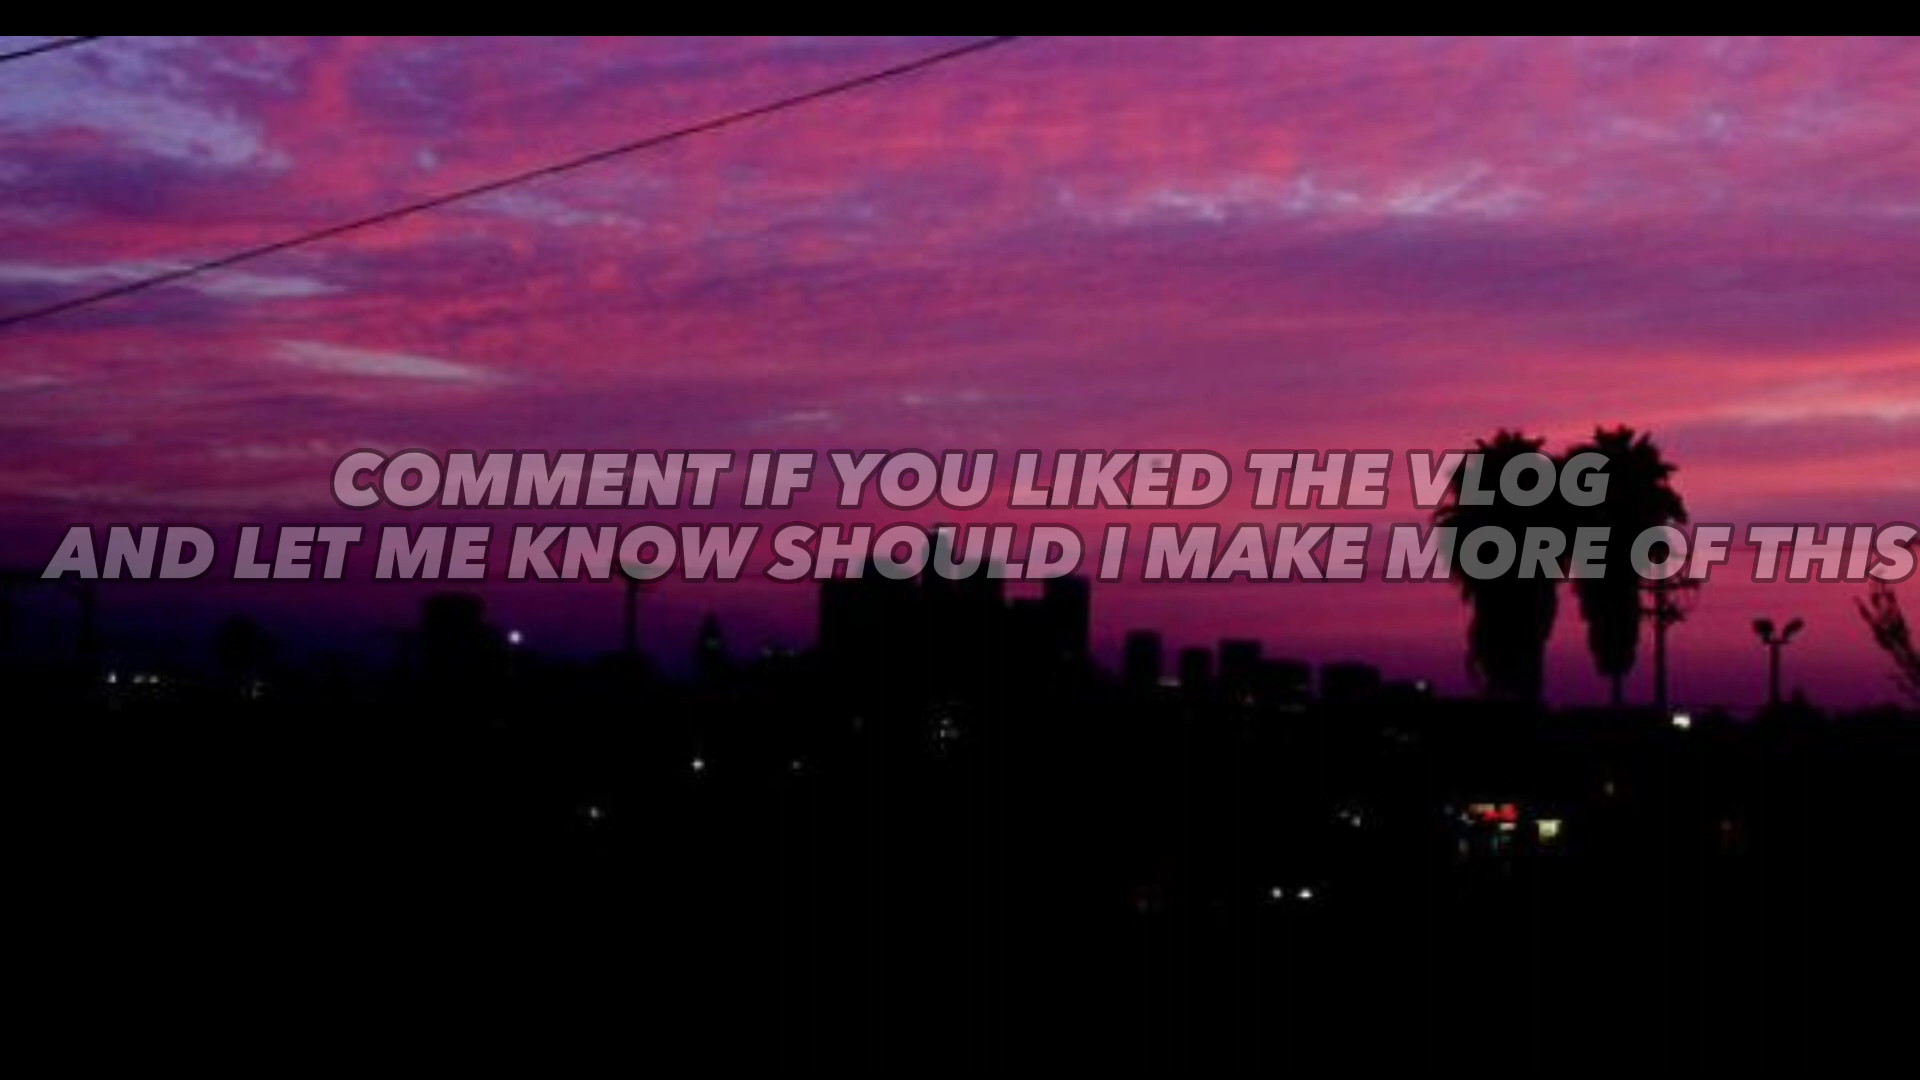 COMMENT IF YOU LIKED THE VLOG
AND LET ME KNOW SHOULD I MAKE MORE OF THIS